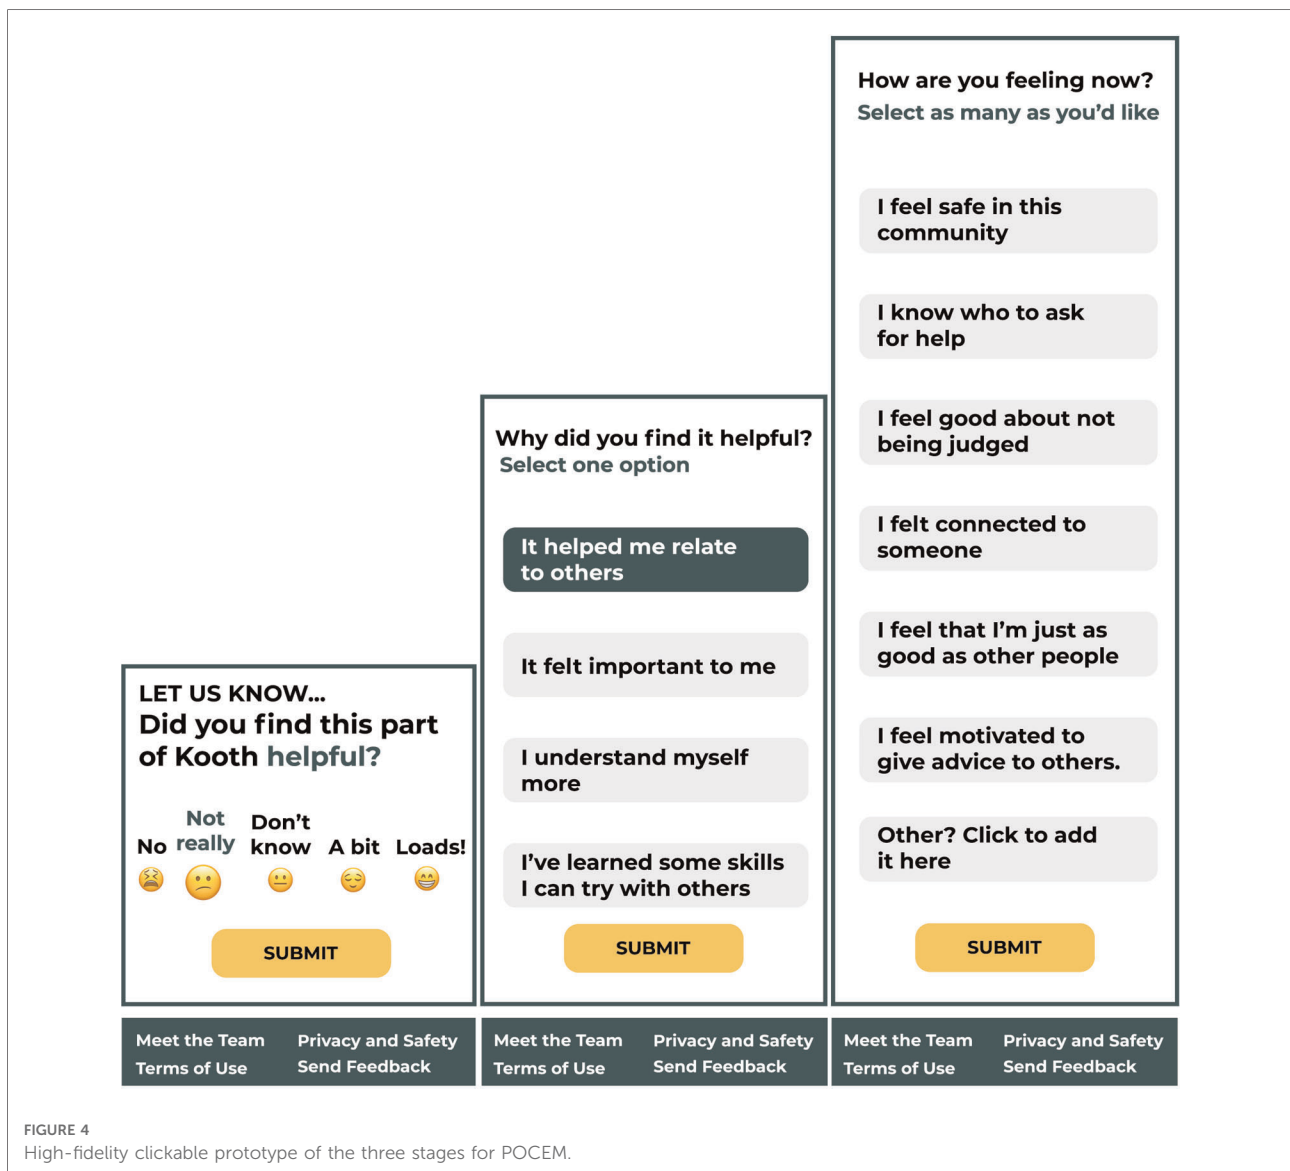 LET US KNOW...
Did you find this part
of Kooth helpful?
No
Not
really
Don't
know
A bit
Loads!
SUBMIT
Meet the Team
Privacy and Safety
Terms of Use
Send Feedback
Why did you find it helpful?
Select one option
It helped me relate
to others
It felt important to me
I understand myself
more
I've learned some skills
I can try with others
SUBMIT
Meet the Team
Privacy and Safety
Terms of Use
Send Feedback
How are you feeling now?
Select as many as you'd like
I feel safe in this
community
I know who to ask
for help
I feel good about not
being judged
I felt connected to
someone
I feel that I'm just as
good as other people
I feel motivated to
give advice to others.
Other? Click to add
it here
SUBMIT
Meet the Team
Privacy and Safety
Terms of Use
Send Feedback
FIGURE 4
High-fidelity clickable prototype of the three stages for POCEM.